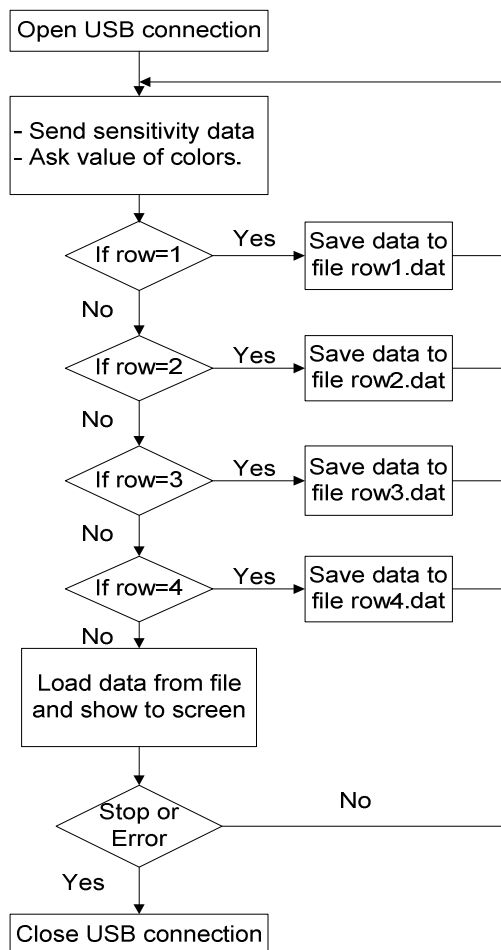 Open USB connection
- Send sensitivity data
- Ask value of colors.
If row=1
Yes
Save data to
file row1.dat
No
If row=2
Yes
Save data to
file row2.dat
No
If row=3
Yes
Save data to
file row3.dat
No
If row=4
Yes
Save data to
file row4.dat
No
Load data from file
and show to screen
Stop or
Error
No
Yes
Close USB connection